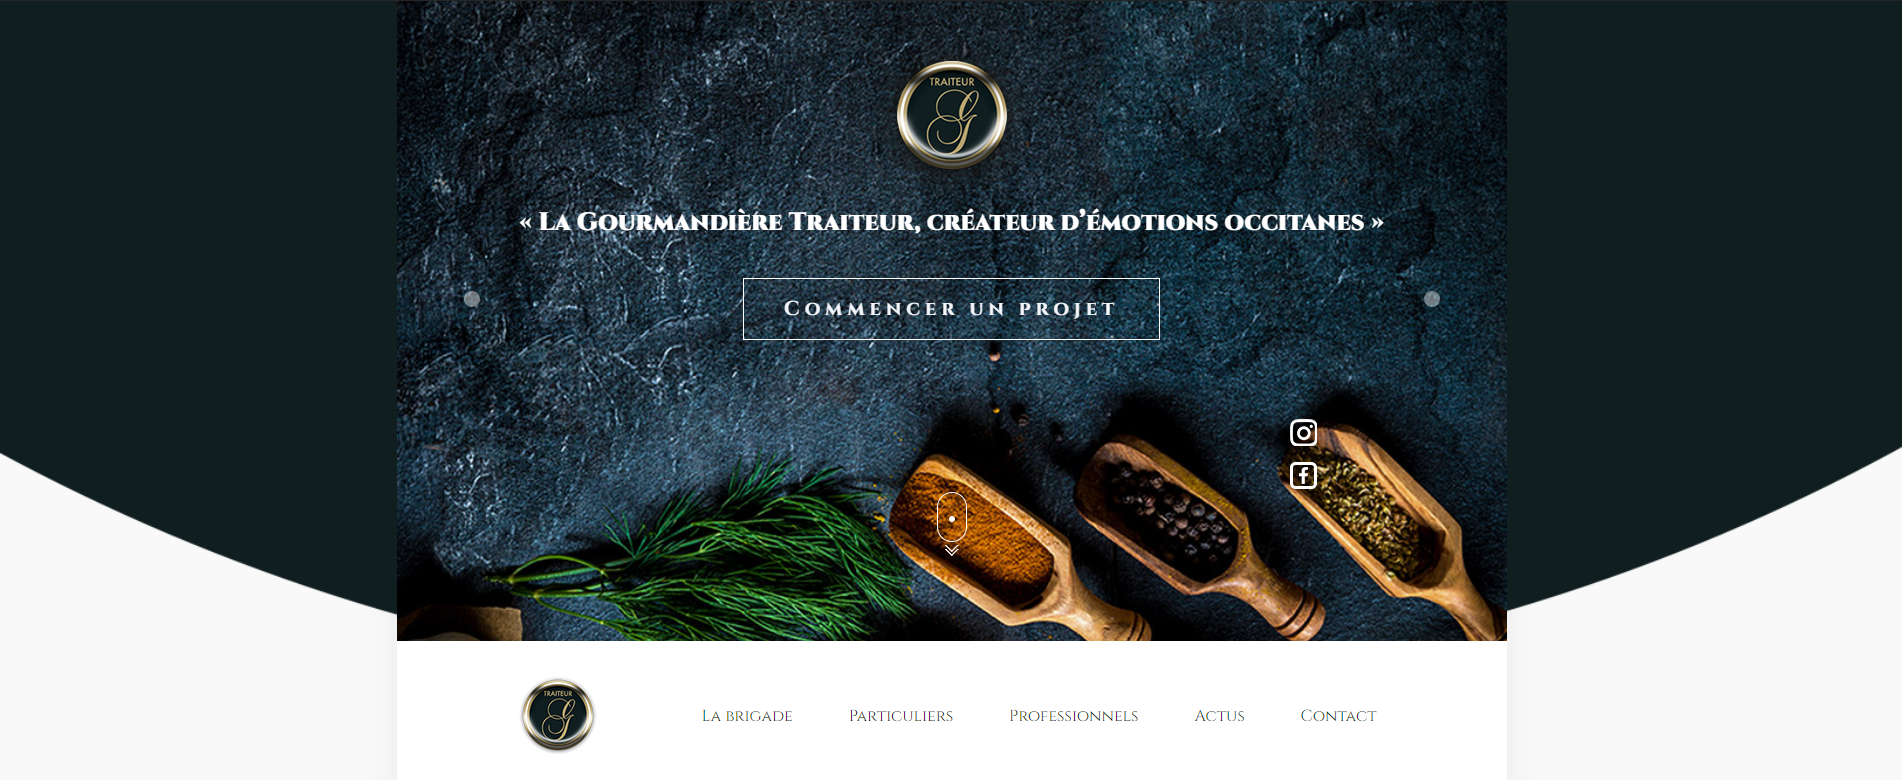 TRAITEUR
G
« La Gourmandière Traiteur, créateur d’émotions occitanes »
Commencer un projet
TRAITEUR
G
La brigade
Particuliers
Professionnels
Actus
Contact